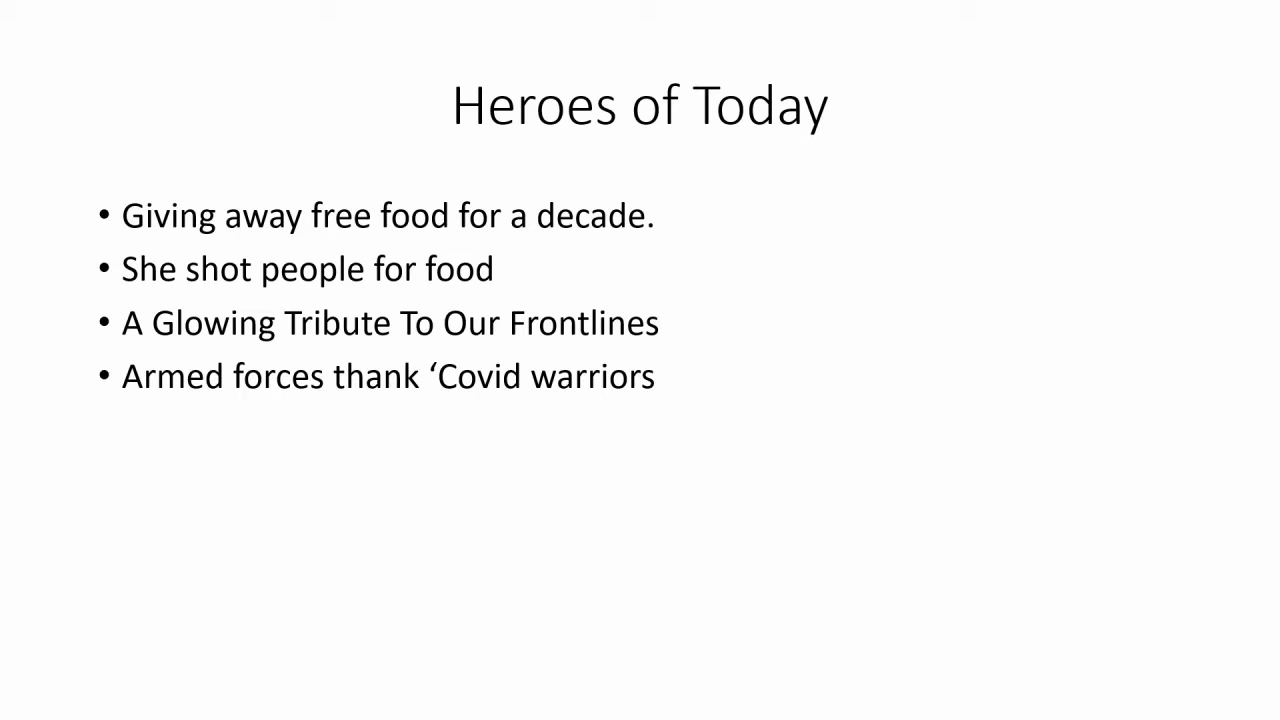 Heroes of Today
• Giving away free food for a decade.
• She shot people for food
• A Glowing Tribute To Our Frontlines
• Armed forces thank ‘Covid warriors